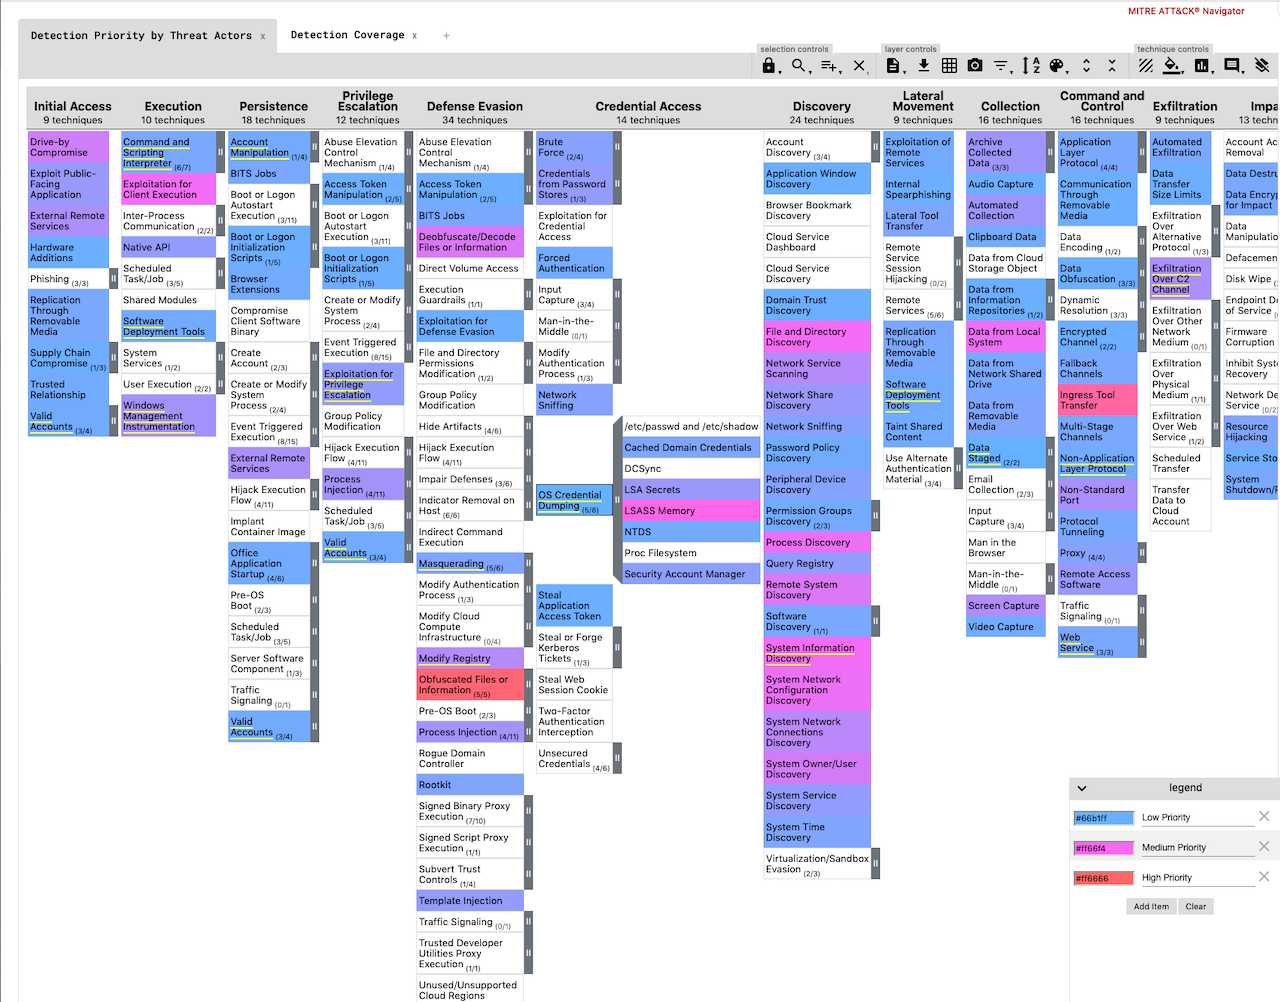 MITRE ATT&CK® Navigator
Detection Priority by Threat Actors x
Detection Coverage x
+
selection controls
layer controls
technique controls
Initial Access
9 techniques
Drive-by
Compromise
Exploit Public-
Facing
Application
External Remote
Services
Hardware
Additions
Phishing (3/3)
Replication
Through
Removable
Media
Supply Chain
Compromise (1/3)
Trusted
Relationship
Valid
Accounts (3/4)
Execution
10 techniques
Command and
Scripting
Interpreter (6/7)
Exploitation for
Client Execution
Inter-Process
Communication (2/2)
Native API
Scheduled
Task/Job (3/5)
Shared Modules
Software
Deployment Tools
System
Services (1/2)
User Execution (2/2)
Windows
Management
Instrumentation
Persistence
18 techniques
Account
Manipulation (1/4)
BITS Jobs
Boot or Logon
Autostart
Execution (3/11)
Boot or Logon
Initialization
Scripts (1/5)
Browser
Extensions
Compromise
Client Software
Binary
Create
Account (2/3)
Create or Modify
System
Process (2/4)
Event Triggered
Execution (8/15)
External Remote
Services
Hijack Execution
Flow (4/11)
Implant
Container Image
Office
Application
Startup (4/6)
Pre-OS
Boot (2/3)
Scheduled
Task/Job (3/5)
Server Software
Component (1/3)
Traffic
Signaling (0/1)
Valid
Accounts (3/4)
Privilege
Escalation
12 techniques
Abuse Elevation
Control
Mechanism (1/4)
Access Token
Manipulation (2/5)
Boot or Logon
Autostart
Execution (3/11)
Boot or Logon
Initialization
Scripts (1/5)
Create or Modify
System
Process (2/4)
Event Triggered
Execution (8/15)
Exploitation for
Privilege
Escalation
Group Policy
Modification
Hijack Execution
Flow (4/11)
Process
Injection (4/11)
Scheduled
Task/Job (3/5)
Valid
Accounts (3/4)
Defense Evasion
34 techniques
Abuse Elevation
Control
Mechanism (1/4)
Access Token
Manipulation (2/5)
BITS Jobs
Deobfuscate/Decode
Files or Information
Direct Volume Access
Execution
Guardrails (1/1)
Exploitation for
Defense Evasion
File and Directory
Permissions
Modification (1/2)
Group Policy
Modification
Hide Artifacts (4/6)
Hijack Execution
Flow (4/11)
Impair Defenses (3/6)
Indicator Removal on
Host (6/6)
Indirect Command
Execution
Masquerading (5/6)
Modify Authentication
Process (1/3)
Modify Cloud
Compute
Infrastructure (0/4)
Modify Registry
Obfuscated Files or
Information (5/5)
Pre-OS Boot (2/3)
Process Injection (4/11)
Rogue Domain
Controller
Rootkit
Signed Binary Proxy
Execution (7/10)
Signed Script Proxy
Execution (1/1)
Subvert Trust
Controls (1/4)
Template Injection
Traffic Signaling (0/1)
Trusted Developer
Utilities Proxy
Execution (1/1)
Unused/Unsupported
Cloud Regions
Credential Access
14 techniques
Brute
Force (2/4)
Credentials
from Password
Stores (1/3)
Exploitation for
Credential
Access
Forced
Authentication
Input
Capture (3/4)
Man-in-the-
Middle (0/1)
Modify
Authentication
Process (1/3)
Network
Sniffing
OS Credential
Dumping (5/8)
/etc/passwd and /etc/shadow
Cached Domain Credentials
DCSync
LSA Secrets
LSASS Memory
NTDS
Proc Filesystem
Security Account Manager
Steal
Application
Access Token
Steal or Forge
Kerberos
Tickets (1/3)
Steal Web
Session Cookie
Two-Factor
Authentication
Interception
Unsecured
Credentials (4/6)
Discovery
24 techniques
Account
Discovery (3/4)
Application Window
Discovery
Browser Bookmark
Discovery
Cloud Service
Dashboard
Cloud Service
Discovery
Domain Trust
Discovery
File and Directory
Discovery
Network Service
Scanning
Network Share
Discovery
Network Sniffing
Password Policy
Discovery
Peripheral Device
Discovery
Permission Groups
Discovery (2/3)
Process Discovery
Query Registry
Remote System
Discovery
Software
Discovery (1/1)
System Information
Discovery
System Network
Configuration
Discovery
System Network
Connections
Discovery
System Owner/User
Discovery
System Service
Discovery
System Time
Discovery
Virtualization/Sandbox
Evasion (2/3)
Lateral
Movement
9 techniques
Exploitation of
Remote
Services
Internal
Spearphishing
Lateral Tool
Transfer
Remote
Service
Session
Hijacking (0/2)
Remote
Services (5/6)
Replication
Through
Removable
Media
Software
Deployment
Tools
Taint Shared
Content
Use Alternate
Authentication
Material (3/4)
Collection
16 techniques
Archive
Collected
Data (3/3)
Audio Capture
Automated
Collection
Clipboard Data
Data from Cloud
Storage Object
Data from
Information
Repositories (1/2)
Data from Local
System
Data from
Network Shared
Drive
Data from
Removable
Media
Data
Staged (2/2)
Email
Collection (2/3)
Input
Capture (3/4)
Man in the
Browser
Man-in-the-
Middle (0/1)
Screen Capture
Video Capture
Command and
Control
16 techniques
Application
Layer
Protocol (4/4)
Communication
Through
Removable
Media
Data
Encoding (1/2)
Data
Obfuscation (3/3)
Dynamic
Resolution (3/3)
Encrypted
Channel (2/2)
Fallback
Channels
Ingress Tool
Transfer
Multi-Stage
Channels
Non-Application
Layer Protocol
Non-Standard
Port
Protocol
Tunneling
Proxy (4/4)
Remote Access
Software
Traffic
Signaling (0/1)
Web
Service (3/3)
Exfiltration
9 techniques
Automated
Exfiltration
Data
Transfer
Size Limits
Exfiltration
Over
Alternative
Protocol (1/3)
Exfiltration
Over C2
Channel
Exfiltration
Over Other
Network
Medium (0/1)
Exfiltration
Over
Physical
Medium (1/1)
Exfiltration
Over Web
Service (1/2)
Scheduled
Transfer
Transfer
Data to
Cloud
Account
Impa
13 techn
Account Ac
Removal
Data Destru
Data Encryp
for Impact
Data
Manipulatio
Defacemen
Disk Wipe (
Endpoint D
of Service (
Firmware
Corruption
Inhibit Syst
Recovery
Network De
Service (0/2
Resource
Hijacking
Service Sto
System
Shutdown/R
legend
#66b1ff Low Priority
#ff66f4 Medium Priority
#ff6666 High Priority
Add Item Clear